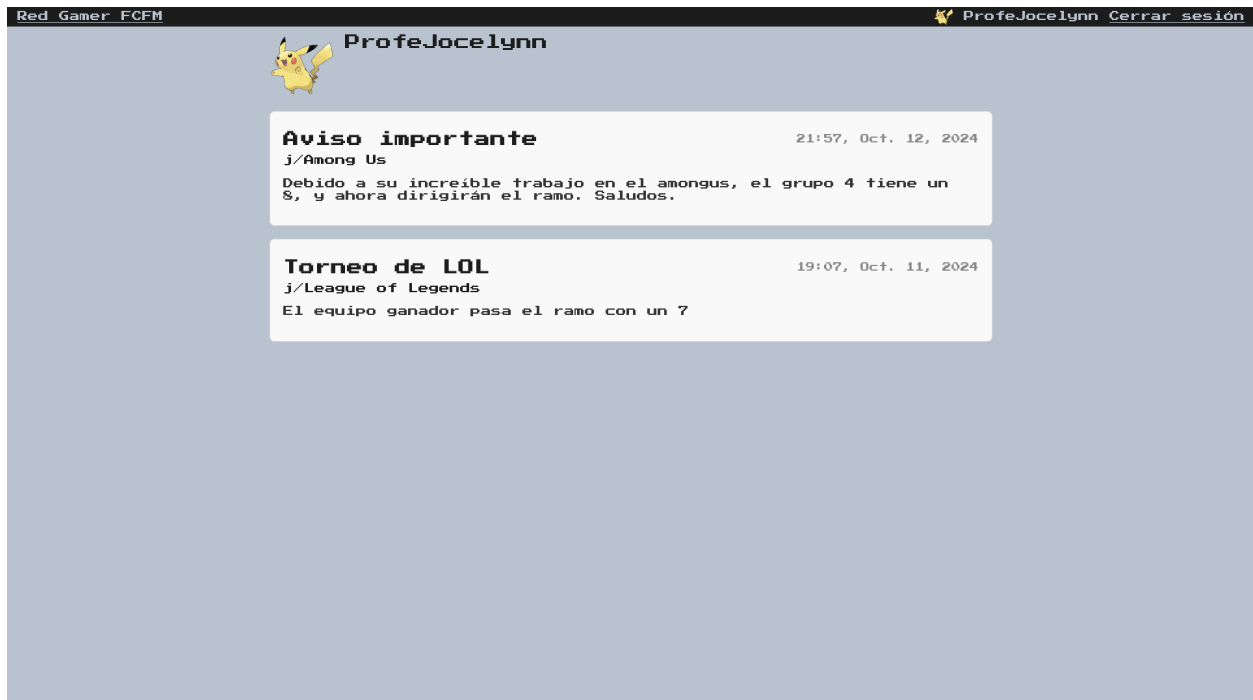 Red Gamer FCFM
ProfeJocelynn Cerrar sesión
ProfeJocelynn
Aviso importante
21:57, Oct. 12, 2024
j/Among Us
Debido a su increíble trabajo en el amongus, el grupo 4 tiene un
8, y ahora dirigirán el ramo. Saludos.
Torneo de LOL
19:07, Oct. 11, 2024
j/League of Legends
El equipo ganador pasa el ramo con un 7